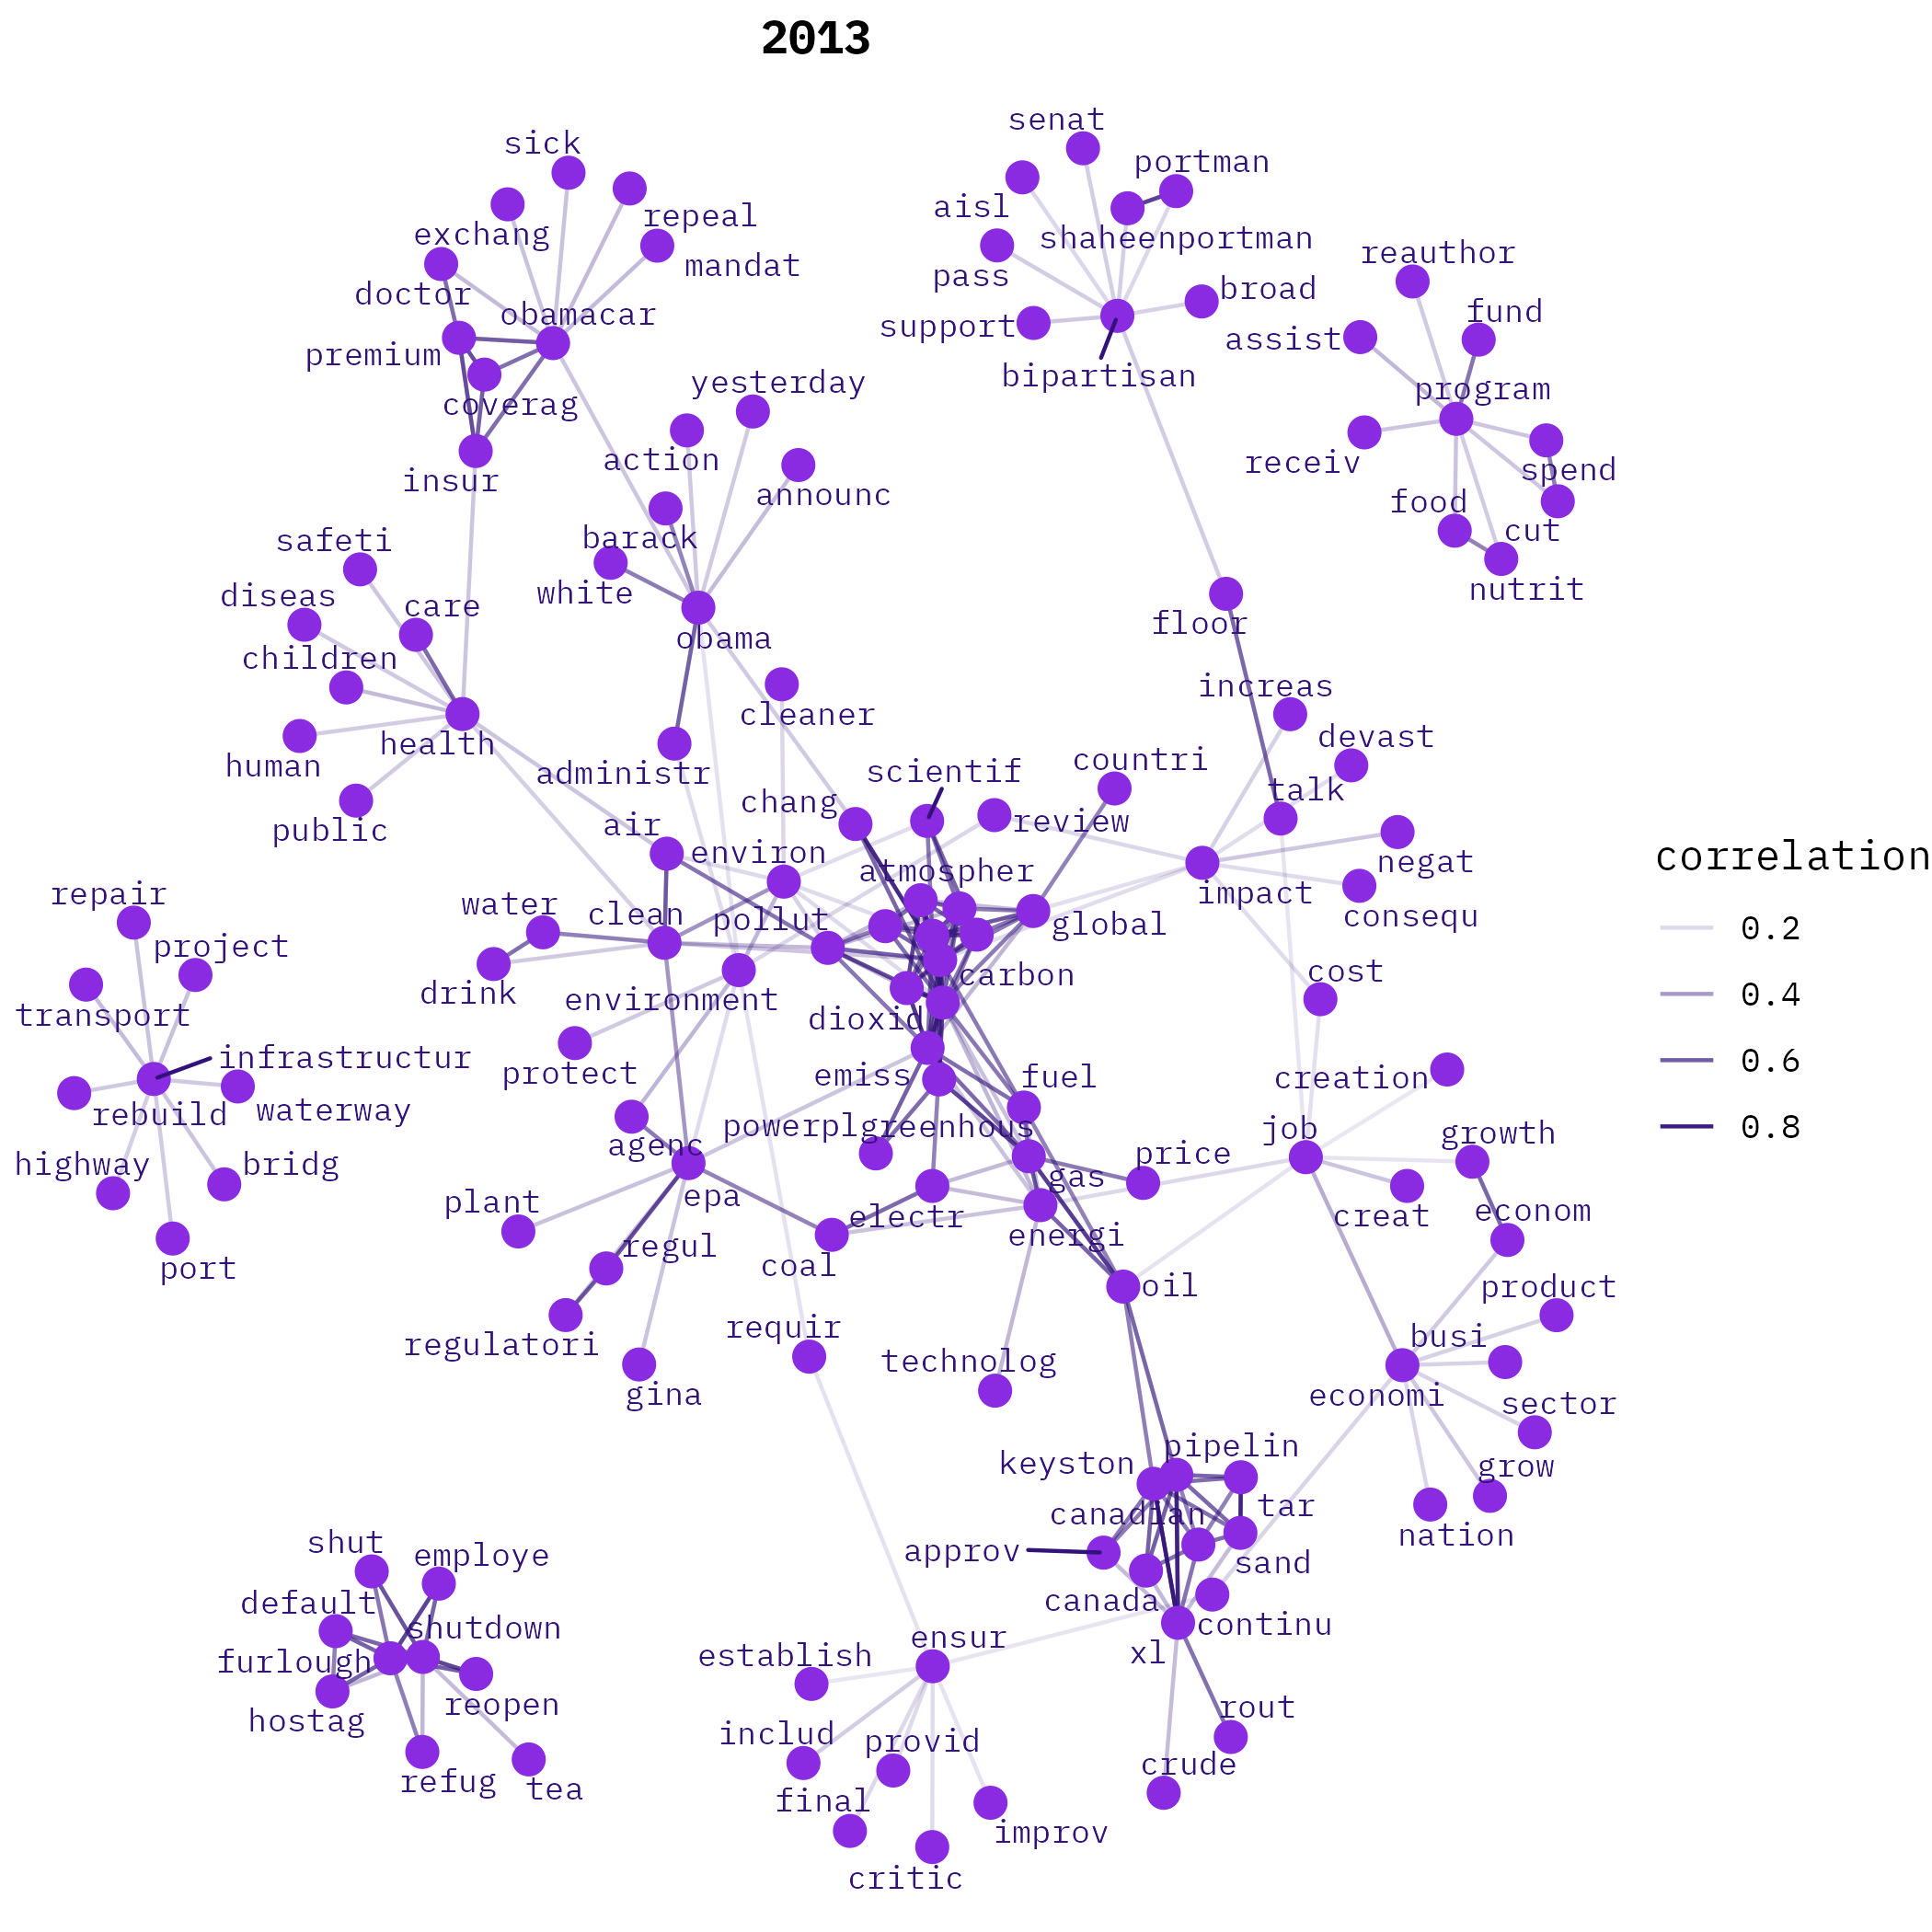 2013
senat
sick
portman
aisl
repeal
exchang
shaheenportman
reauthor
mandat
pass
broad
doctor
obamacar
fund
support
assist
premium
bipartisan
yesterday
program
coverag
action
receiv
spend
insur
announc
food
cut
safeti
barack
white
nutrit
diseas
care
floor
obama
children
increas
cleaner
devast
health
countri
human
administr
scientif
talk
chang
review
public
air
environ
correlation
negat
atmospher
repair
impact
water
clean
pollut
global
consequ
0.2
project
carbon
cost
drink
environment
0.4
transport
dioxid
infrastructur
0.6
protect
emiss
fuel
creation
rebuild
waterway
powerpl
greenhous
job
0.8
growth
agenc
price
highway
bridg
gas
plant
epa
electr
creat
econom
energi
regul
port
coal
oil
product
requir
busi
regulatori
technolog
gina
economi
sector
pipelin
keyston
grow
canadian
tar
nation
shut
employe
approv
sand
default
canada
shutdown
continu
ensur
furlough
establish
xl
reopen
hostag
rout
includ
provid
crude
refug
tea
final
improv
critic